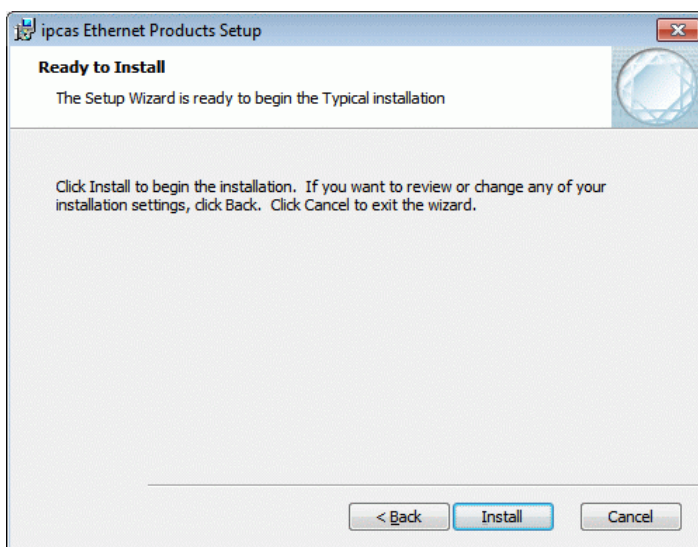 ipcas Ethernet Products Setup
Ready to Install
The Setup Wizard is ready to begin the Typical installation
Click Install to begin the installation.  If you want to review or change any of your
installation settings, click Back.  Click Cancel to exit the wizard.
< Back
Install
Cancel